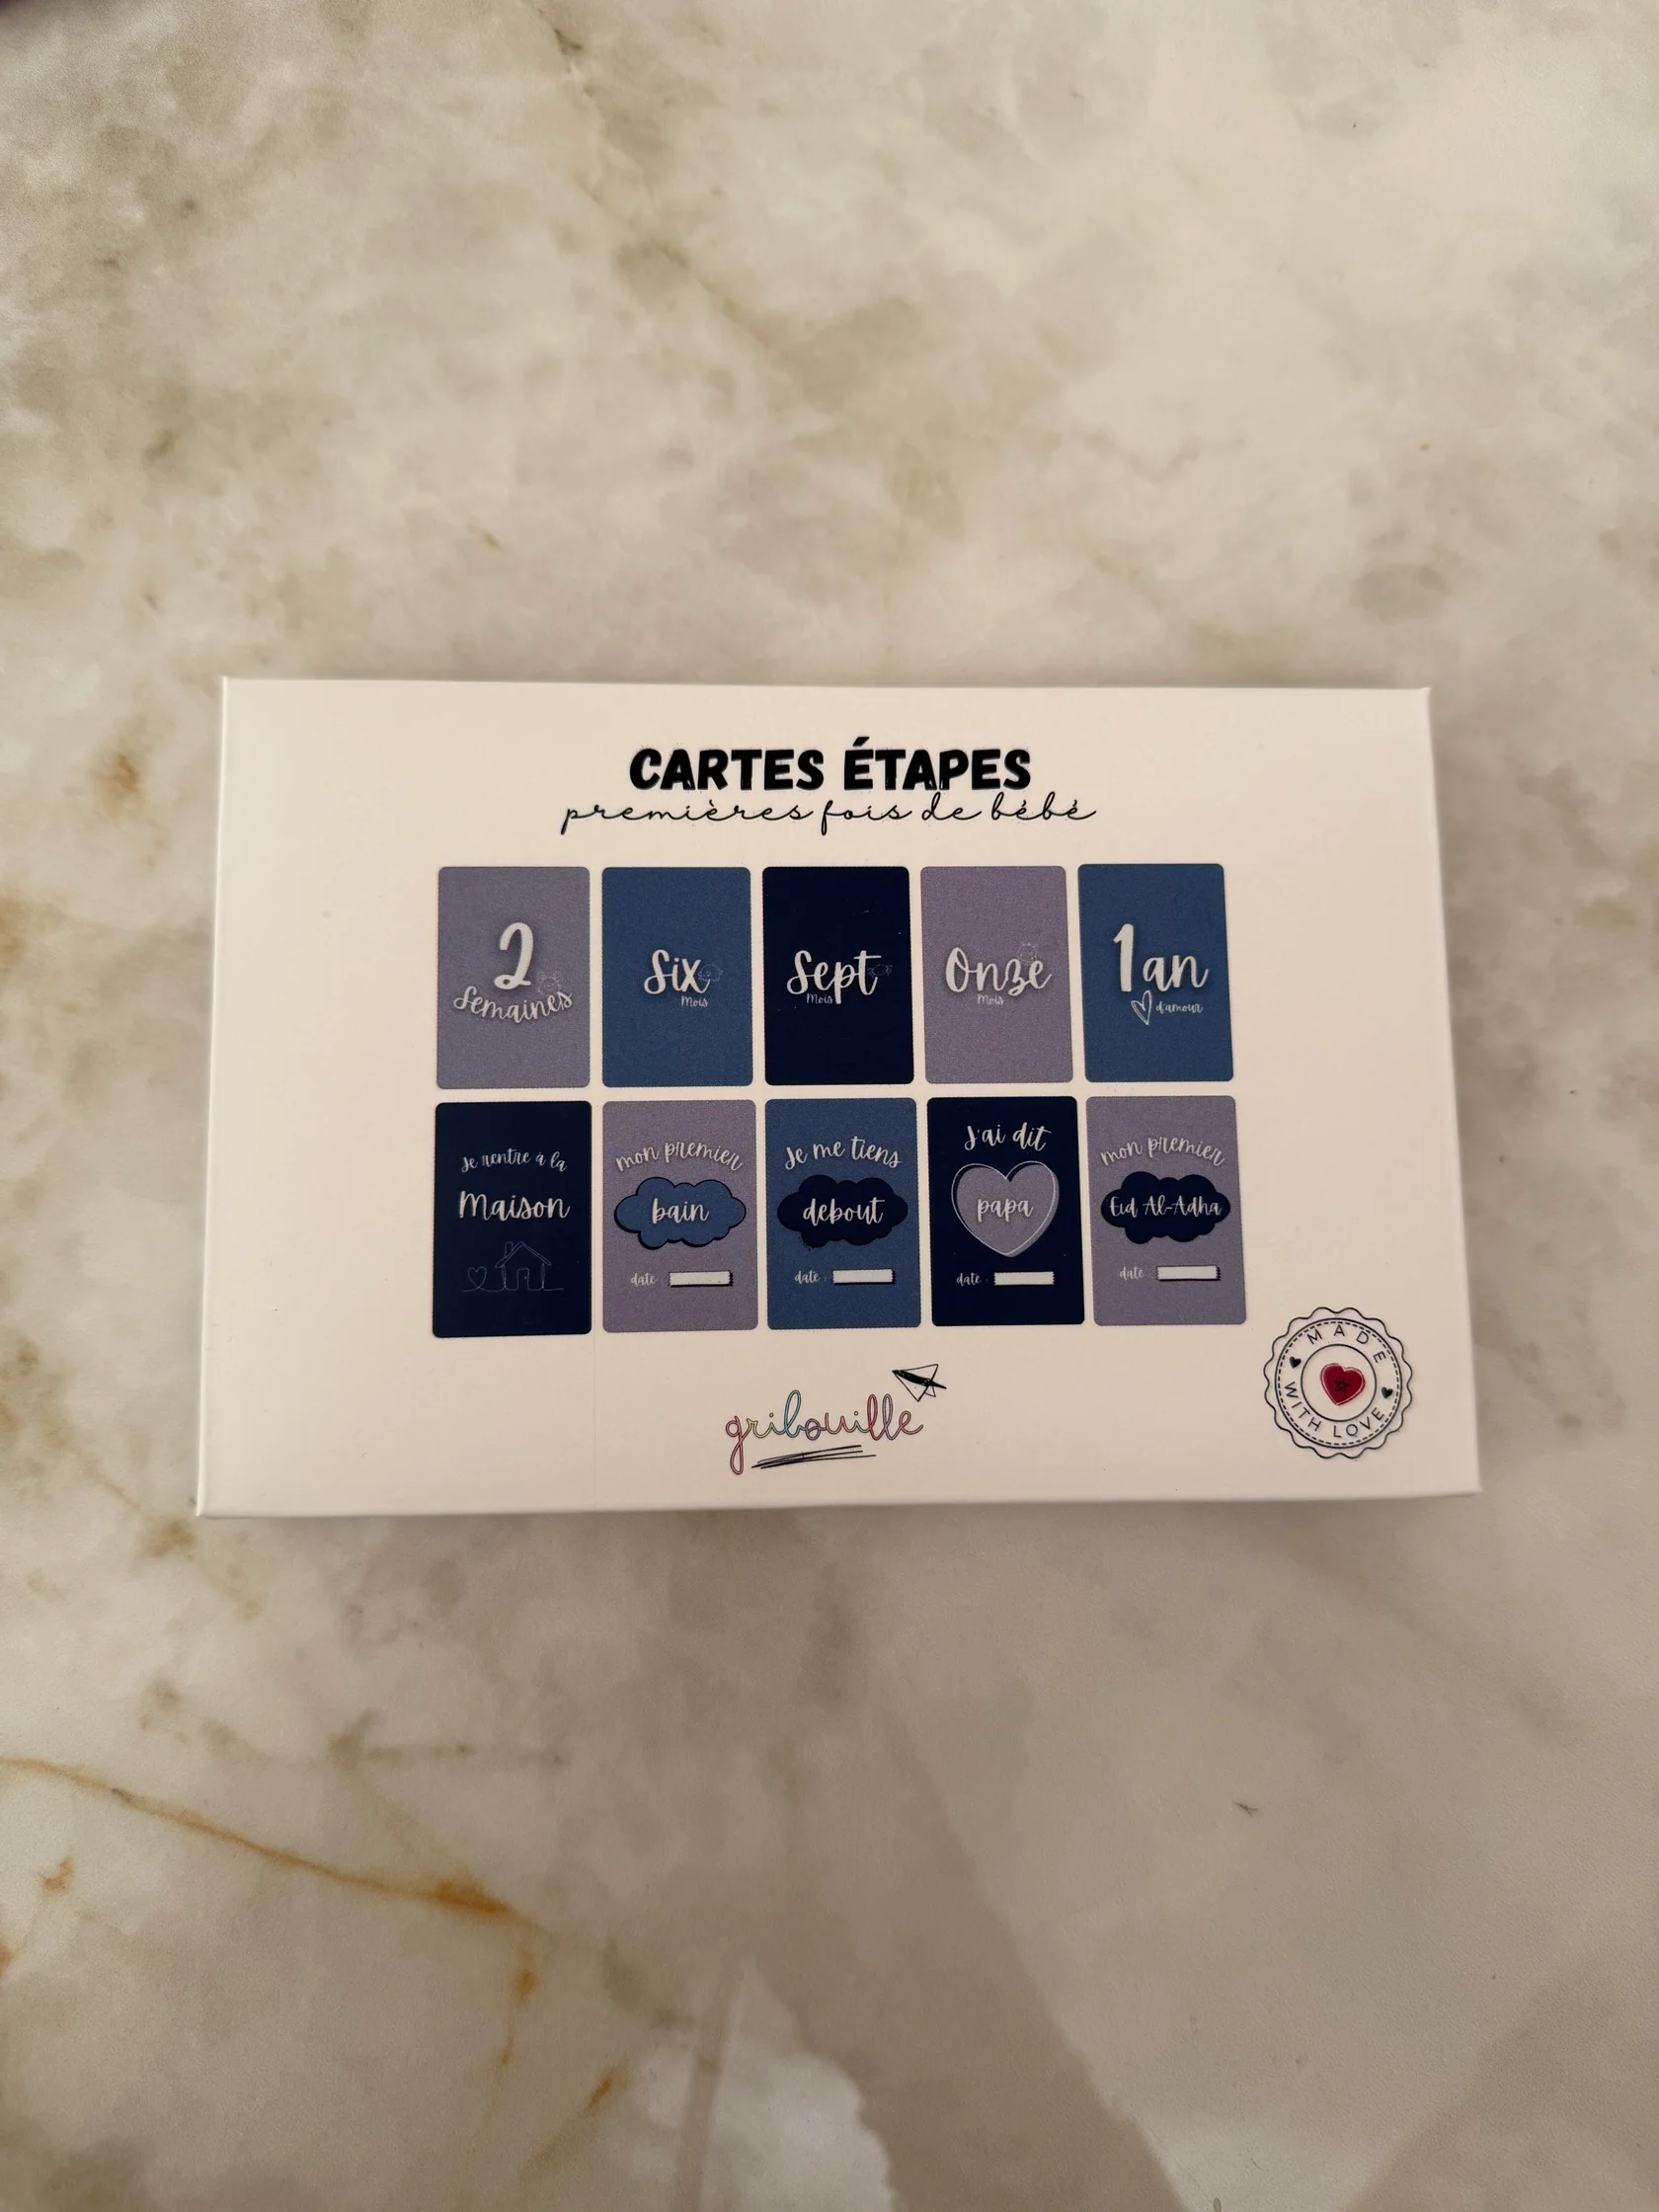 CARTES ÉTAPES
premières fois de bébé
2
Semaines
Six
Mois
Sept
Mois
Onze
Mois
1 an
d'amour
Je rentre à la
Maison
mon premier
bain
date
Je me tiens
debout
date :
J'ai dit
papa
date :
mon premier
Eid Al-Adha
date :
gribouille
MADE
WITH LOVE